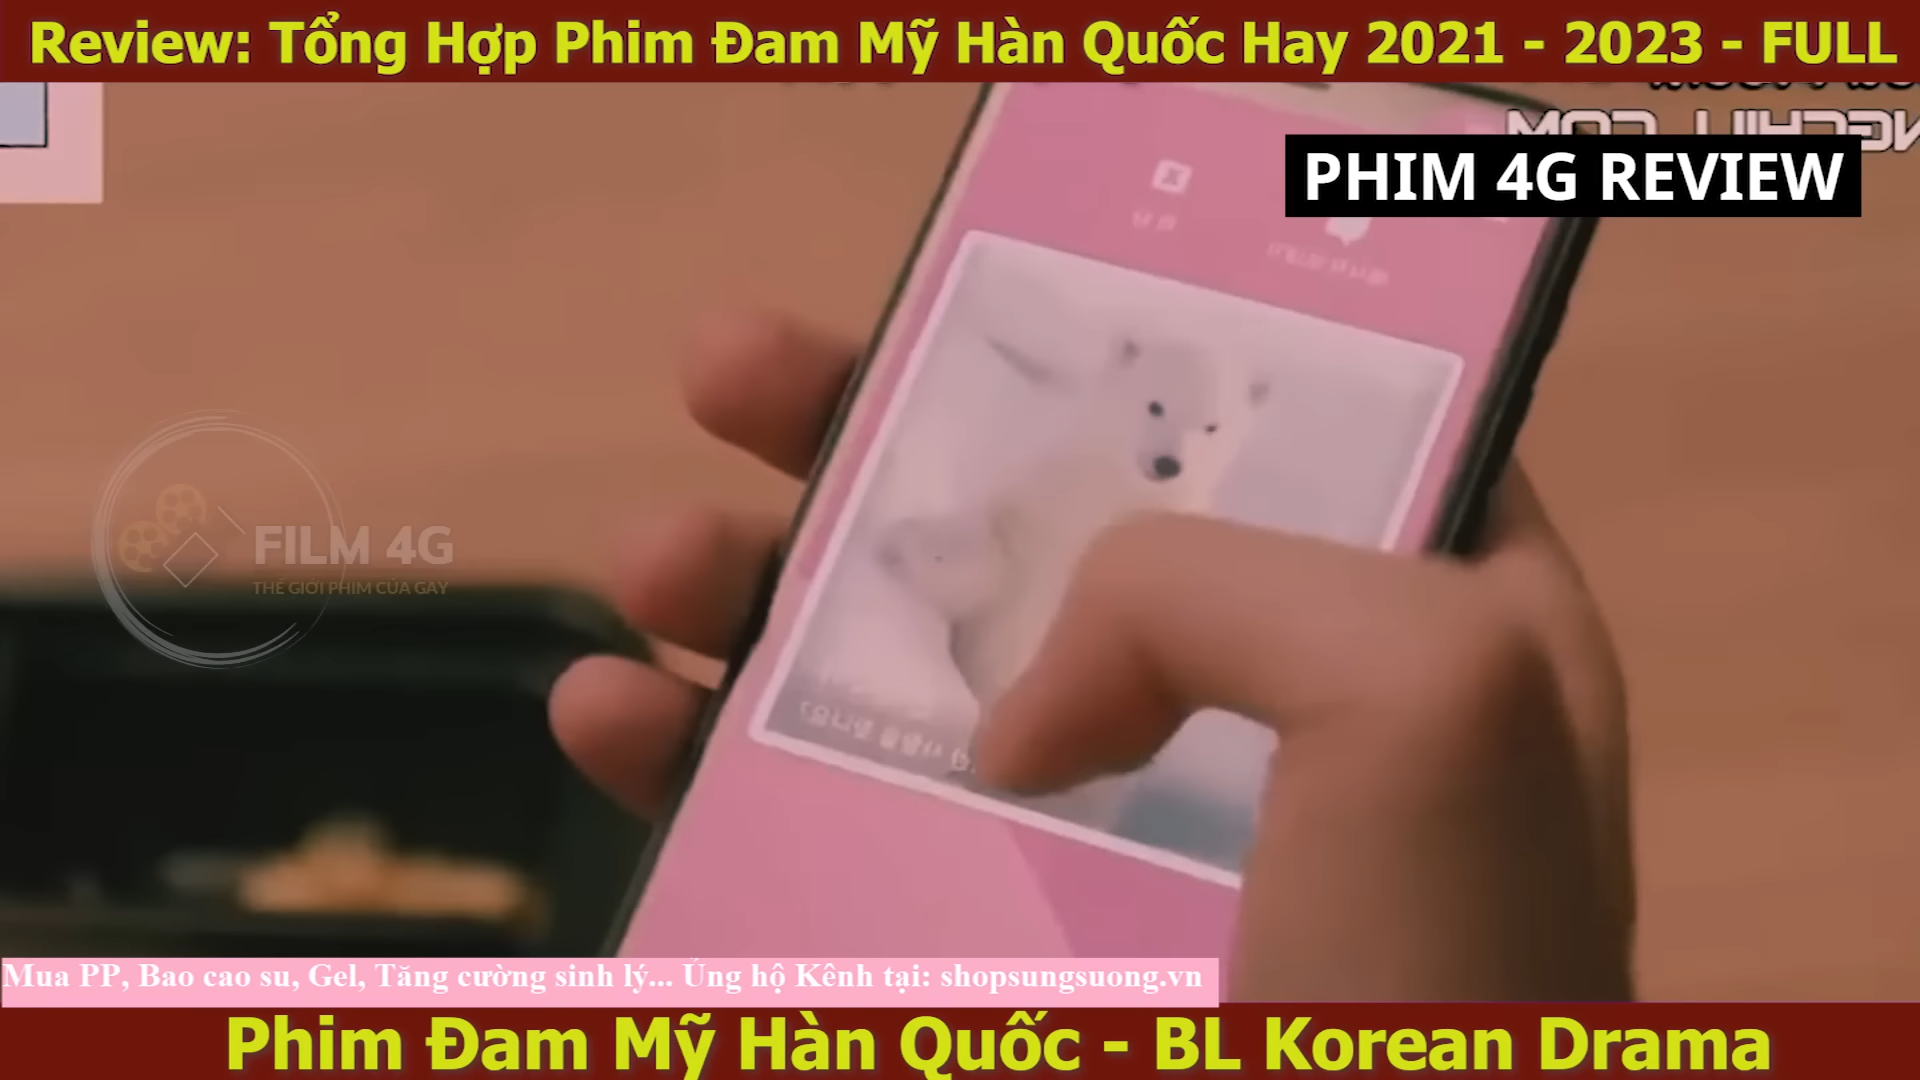 Review: Tổng Hợp Phim Đam Mỹ Hàn Quốc Hay 2021 - 2023 - FULL
PHIM 4G REVIEW
FILM 4G
THẾ GIỚI PHIM CỦA GAY
Mua PP, Bao cao su, Gel, Tăng cường sinh lý... Ủng hộ Kênh tại: shopsungsuong.vn
Phim Đam Mỹ Hàn Quốc - BL Korean Drama